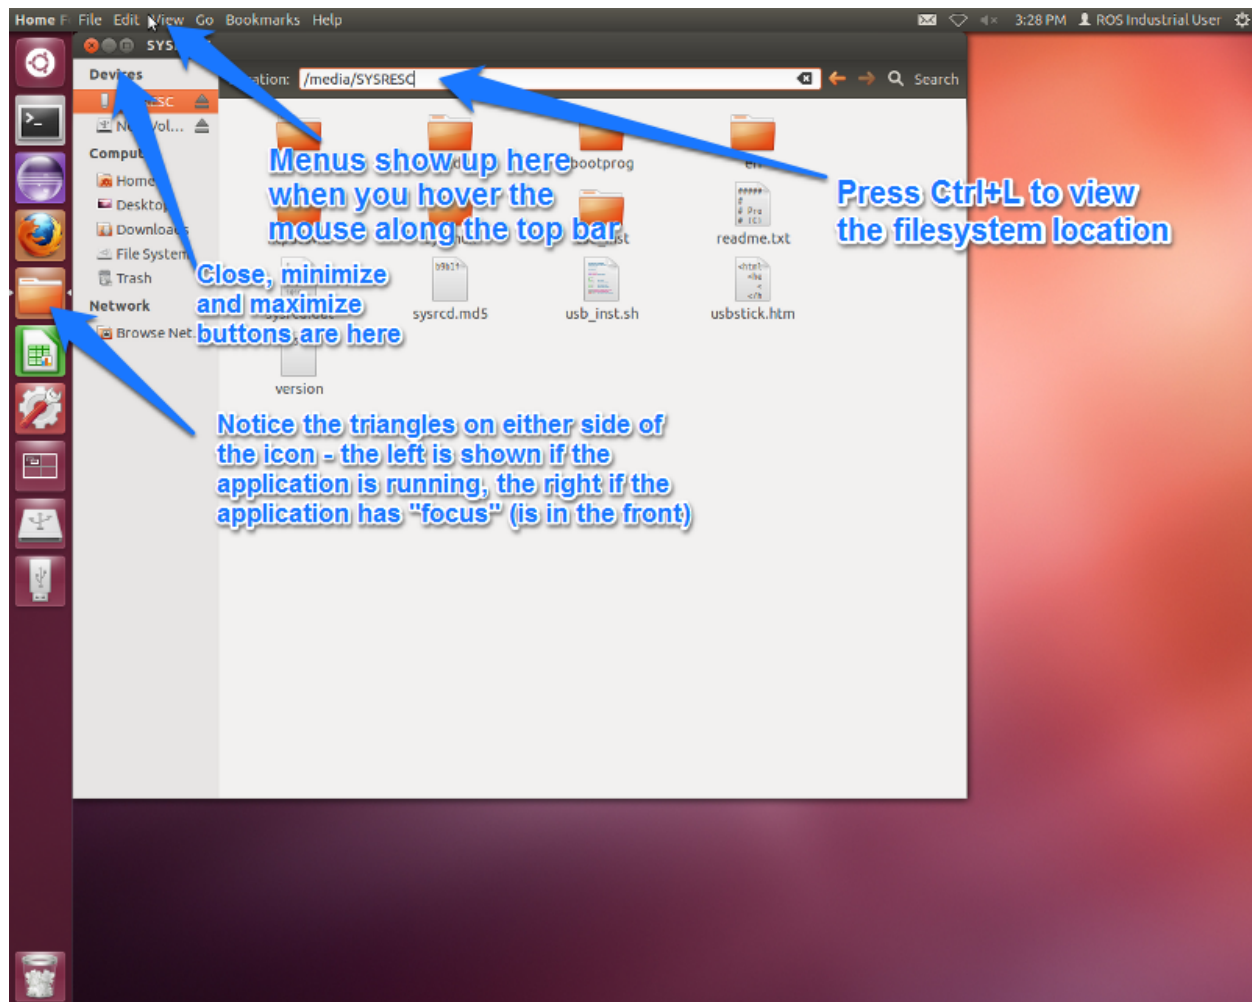 Home File Edit View Go Bookmarks Help 3:28 PM ROS Industrial User
Devices
Location: /media/SYSRESC Search
Menus show up here
when you hover the
mouse along the top bar
Press Ctrl+L to view
the filesystem location
Close, minimize
and maximize
buttons are here
Notice the triangles on either side of
the icon - the left is shown if the
application is running, the right if the
application has "focus" (is in the front)
Home
Desktop
Downloads
File System
Trash
Network
Browse Net...
bootprog
readme.txt
sysrcd.md5
usb_inst.sh
usbstick.htm
version